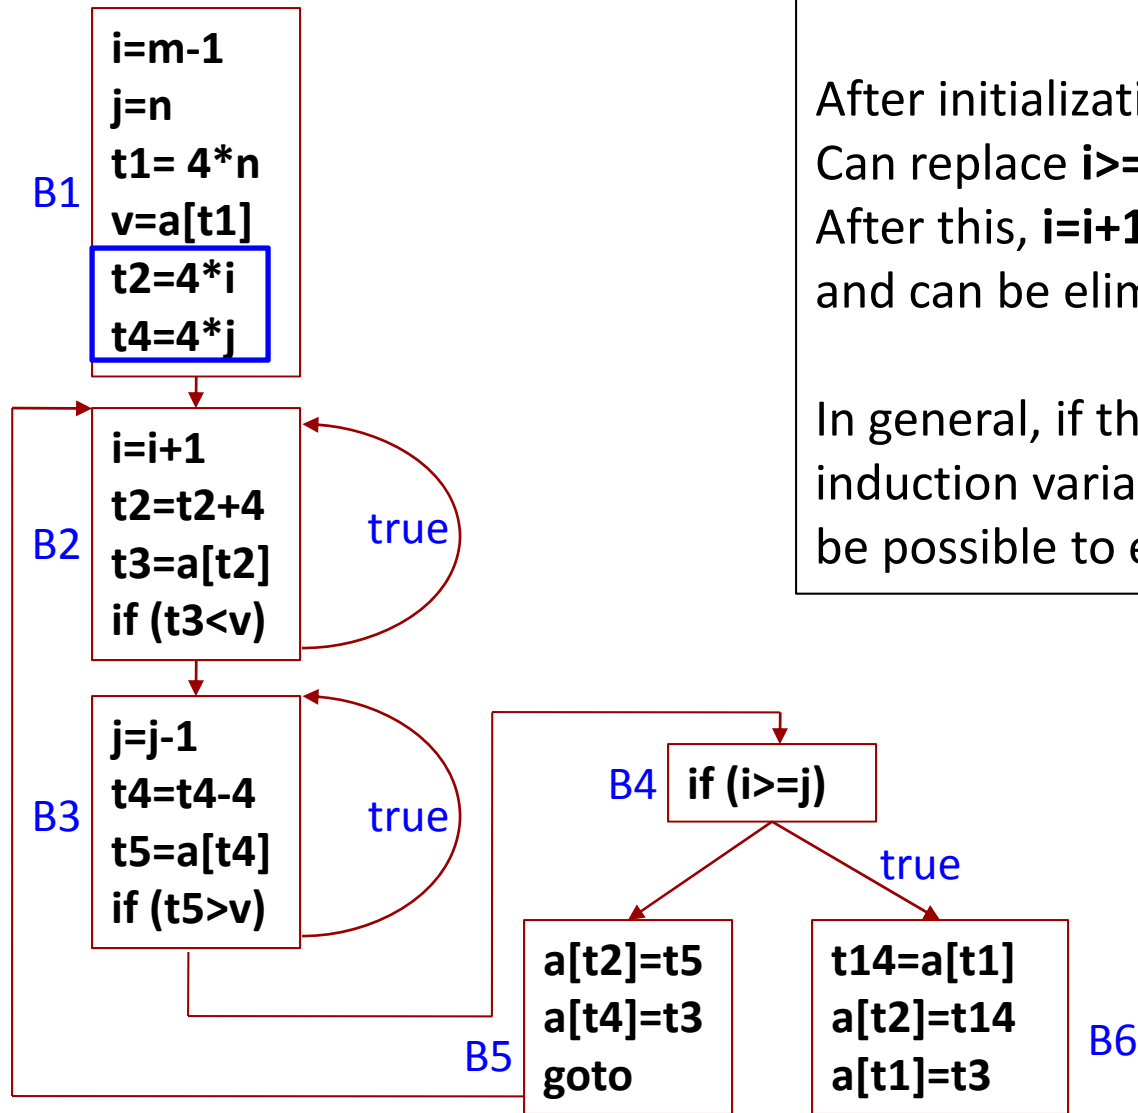 i=m-1
j=n
t1= 4*n
v=a[t1]
t2=4*i
t4=4*j
B1
After initializati
Can replace i>=
After this, i=i+1
and can be elim
In general, if th
induction varia
be possible to e
i=i+1
t2=t2+4
t3=a[t2]
if (t3<v)
B2
true
j=j-1
t4=t4-4
t5=a[t4]
if (t5>v)
B3
true
B4
if (i>=j)
true
a[t2]=t5
a[t4]=t3
goto
B5
t14=a[t1]
a[t2]=t14
a[t1]=t3
B6